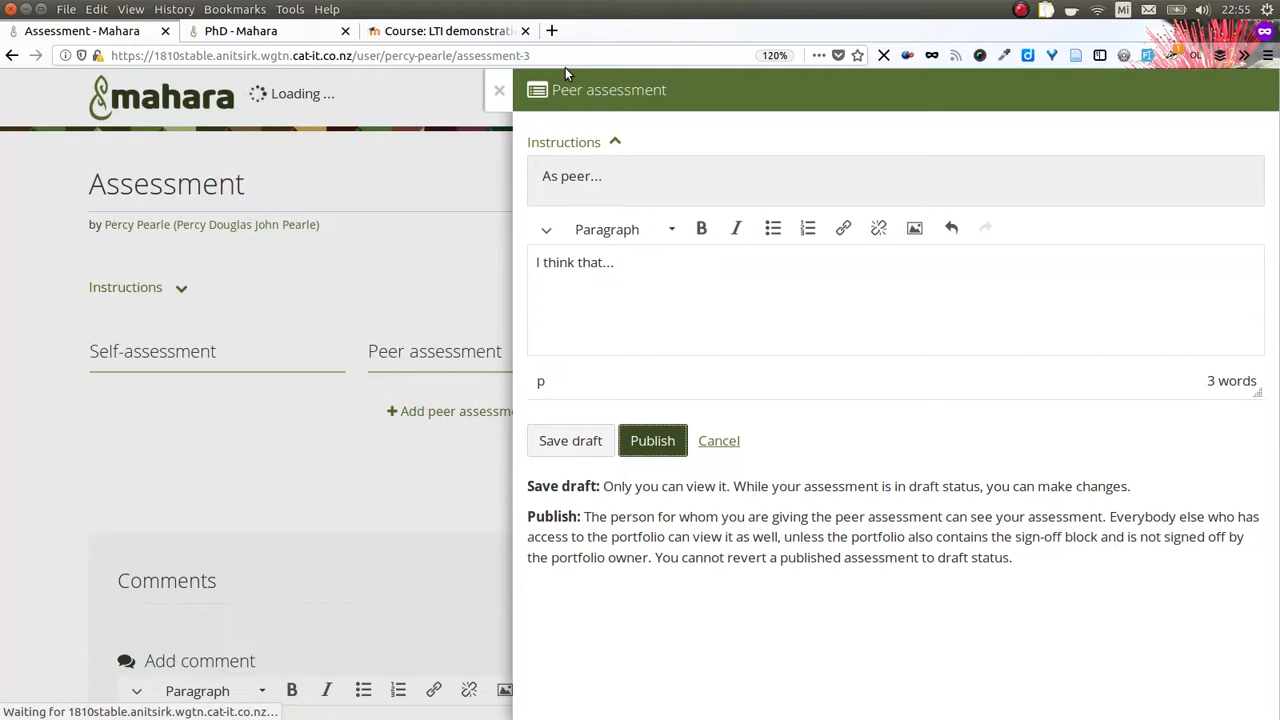 File Edit View History Bookmarks Tools Help
Mi 22:55
Assessment - Mahara × PhD - Mahara × Course: LTI demonstrati ×
https://1810stable.anitsirk.wgtn.cat-it.co.nz/user/percy-pearle/assessment-3 120%
mahara Loading ...
Peer assessment
Assessment
by Percy Pearle (Percy Douglas John Pearle)
Instructions
Self-assessment Peer assessment
Add peer assessme
Comments
Add comment
Paragraph B I
Waiting for 1810stable.anitsirk.wgtn.cat-it.co.nz...
Instructions
As peer...
Paragraph B I
I think that...
p 3 words
Save draft Publish Cancel
Save draft: Only you can view it. While your assessment is in draft status, you can make changes.
Publish: The person for whom you are giving the peer assessment can see your assessment. Everybody else who has
access to the portfolio can view it as well, unless the portfolio also contains the sign-off block and is not signed off by
the portfolio owner. You cannot revert a published assessment to draft status.